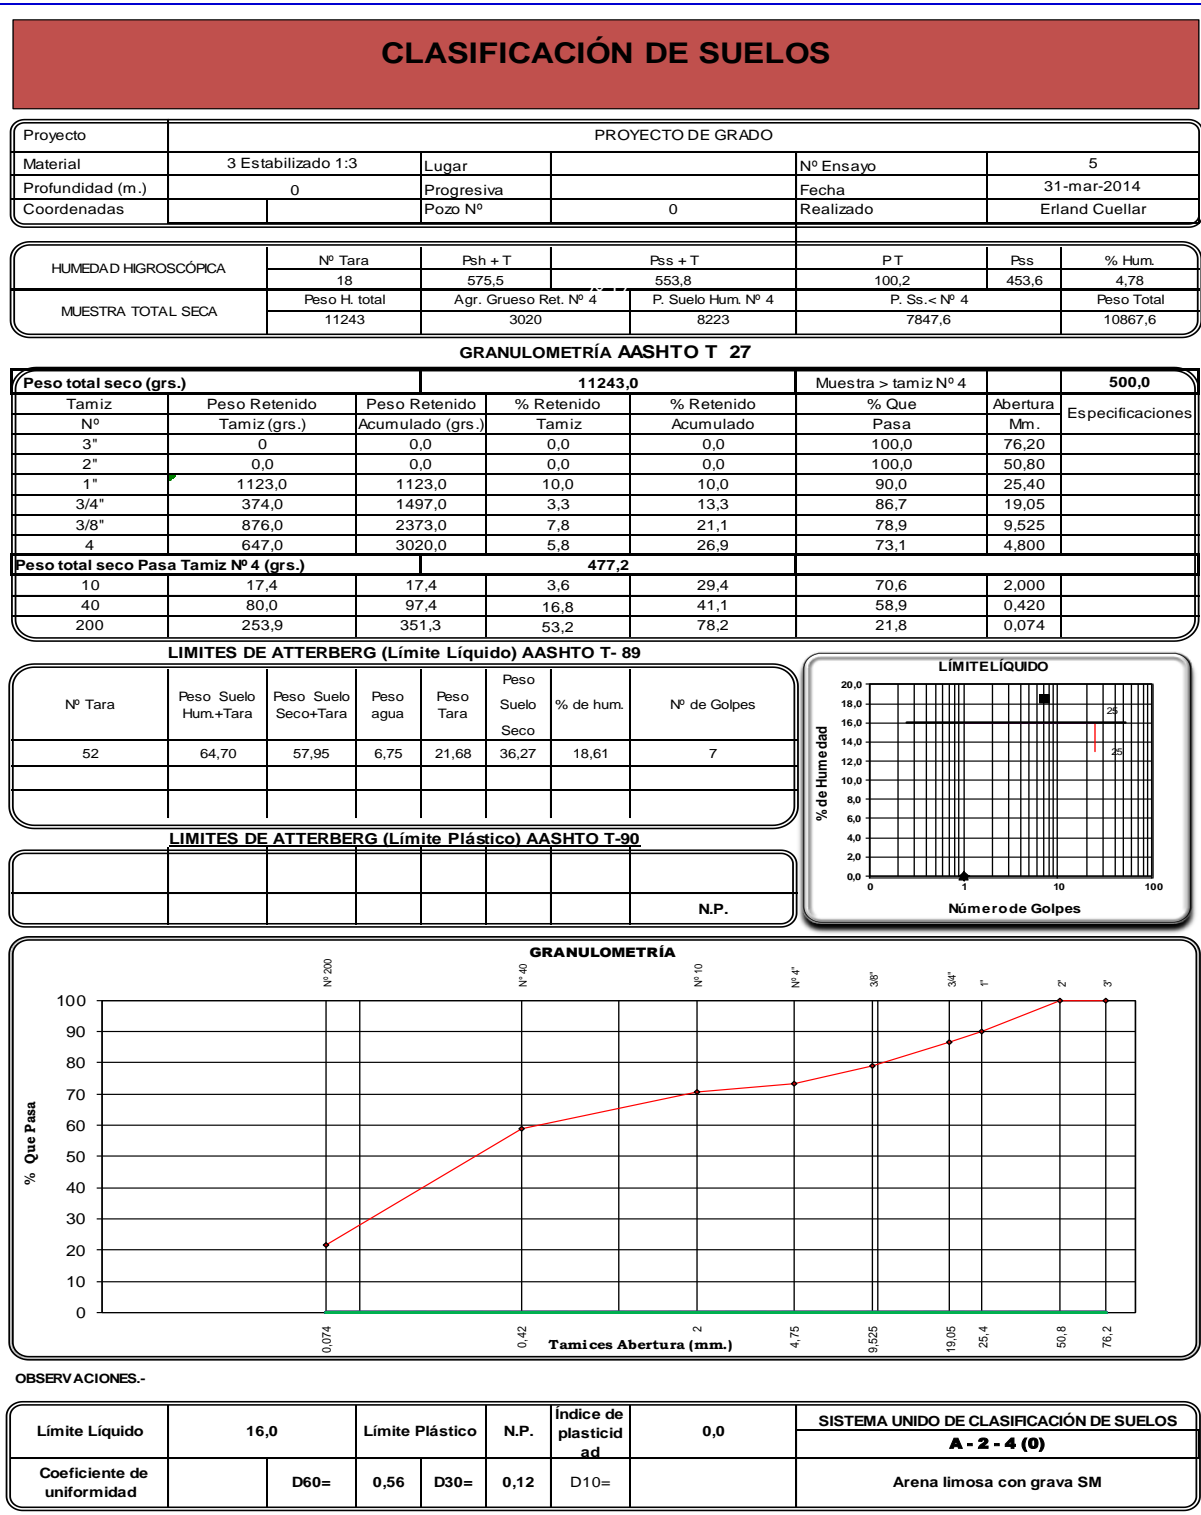 CLASIFICACIÓN DE SUELOS
Proyecto PROYECTO DE GRADO
Material 3 Estabilizado 1:3 Lugar Nº Ensayo 5
Profundidad (m.) 0 Progresiva Fecha 31-mar-2014
Coordenadas Pozo Nº 0 Realizado Erland Cuellar
HUMEDAD HIGROSCÓPICA Nº Tara Psh + T Pss + T P T Pss % Hum.
18 575,5 553,8 100,2 453,6 4,78
MUESTRA TOTAL SECA Peso H. total Agr. Grueso Ret. Nº 4 P. Suelo Hum. Nº 4 P. Ss.< Nº 4 Peso Total
11243 3020 8223 7847,6 10867,6
GRANULOMETRÍA AASHTO T 27
Peso total seco (grs.) 11243,0 Muestra > tamiz Nº 4 500,0
Tamiz Peso Retenido Peso Retenido % Retenido % Retenido % Que Abertura Especificaciones
Nº Tamiz (grs.) Acumulado (grs.) Tamiz Acumulado Pasa Mm.
3" 0 0,0 0,0 0,0 100,0 76,20
2" 0,0 0,0 0,0 0,0 100,0 50,80
1" 1123,0 1123,0 10,0 10,0 90,0 25,40
3/4" 374,0 1497,0 3,3 13,3 86,7 19,05
3/8" 876,0 2373,0 7,8 21,1 78,9 9,525
4 647,0 3020,0 5,8 26,9 73,1 4,800
Peso total seco Pasa Tamiz Nº 4 (grs.) 477,2
10 17,4 17,4 3,6 29,4 70,6 2,000
40 80,0 97,4 16,8 41,1 58,9 0,420
200 253,9 351,3 53,2 78,2 21,8 0,074
LIMITES DE ATTERBERG (Límite Líquido) AASHTO T- 89
Nº Tara Peso Suelo Hum.+Tara Peso Suelo Seco+Tara Peso agua Peso Tara Peso Suelo Seco % de hum. Nº de Golpes
52 64,70 57,95 6,75 21,68 36,27 18,61 7
LÍMITE LÍQUIDO
% de Humedad
20,0
18,0
16,0
14,0
12,0
10,0
8,0
6,0
4,0
2,0
0,0
25
25
0 1 10 100
Número de Golpes
LIMITES DE ATTERBERG (Límite Plástico) AASHTO T-90
N.P.
GRANULOMETRÍA
Nº 200 Nº 40 Nº 10 Nº 4" 3/8" 3/4" 1" 2' 3'
% Que Pasa
100
90
80
70
60
50
40
30
20
10
0
0,074 0,42 2 4,75 9,525 19,05 25,4 50,8 76,2
Tamices Abertura (mm.)
OBSERVACIONES.-
Límite Líquido 16,0 Límite Plástico N.P. Índice de plasticidad 0,0 SISTEMA UNIDO DE CLASIFICACIÓN DE SUELOS
A - 2 - 4 (0)
Coeficiente de uniformidad D60= 0,56 D30= 0,12 D10= Arena limosa con grava SM